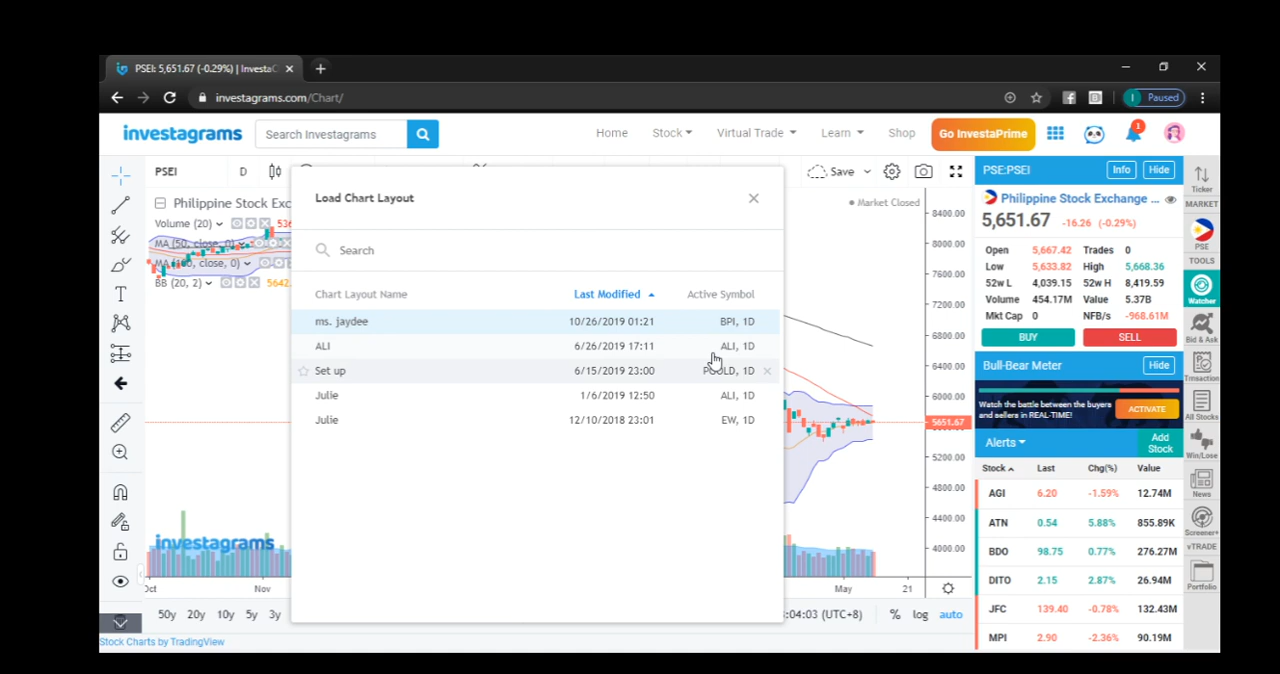 PSEI: 5,651.67 (-0.29%) | Investa
investagrams.com/Chart/
I Paused
investagrams
Search Investagrams
Home
Stock
Virtual Trade
Learn
Shop
Go InvestaPrime
1
PSEI
D
Save
Philippine Stock Exc
Market Closed
Volume (20)
MA (50, close, 0)
BB (20, 2)
Load Chart Layout
Search
Chart Layout Name Last Modified Active Symbol
ms. jaydee 10/26/2019 01:21 BPI, 1D
ALI 6/26/2019 17:11 ALI, 1D
Set up 6/15/2019 23:00 1D
Julie 1/6/2019 12:50 ALI, 1D
Julie 12/10/2018 23:01 EW, 1D
8400.00
8000.00
7600.00
7200.00
6800.00
6400.00
6000.00
5651.67
5200.00
4800.00
4400.00
4000.00
investagrams
Oct
Nov
May
21
50y 20y 10y 5y 3y
:04:03 (UTC+8) % log auto
Stock Charts by TradingView
PSE:PSEI Info Hide
Philippine Stock Exchange ...
5,651.67 -16.26 (-0.29%)
Open 5,667.42 Trades 0
Low 5,633.82 High 5,668.36
52w L 4,039.15 52w H 8,419.59
Volume 454.17M Value 5.37B
Mkt Cap 0 NFB/s -968.61M
BUY SELL
Bull-Bear Meter Hide
Watch the battle between the buyers
and sellers in REAL-TIME!
ACTIVATE
Alerts Add Stock
Stock Last Chg(%) Value
AGI 6.20 -1.59% 12.74M
ATN 0.54 5.88% 855.89K
BDO 98.75 0.77% 276.27M
DITO 2.15 2.87% 26.94M
JFC 139.40 -0.78% 132.43M
MPI 2.90 -2.36% 90.19M
Ticker
MARKET
PSE
TOOLS
Watcher
Bid & Ask
Transaction
All Stocks
Win/Lose
News
Screener+
vTRADE
Portfolio